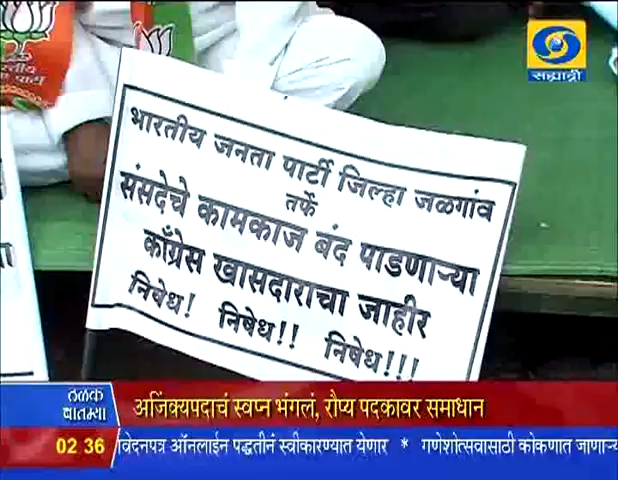 सह्याद्री
भारतीय जनता पार्टी जिल्हा जळगांव
तर्फे
संसदेचे कामकाज बंद पाडणाऱ्या
काँग्रेस खासदाराचा जाहीर
निषेध! निषेध!! निषेध!!!
ठळक
बातम्या
अजिंक्यपदाचं स्वप्न भंगलं, रौप्य पदकावर समाधान
02 36
विदनपत्र ऑनलाईन पद्धतीनं स्वीकारण्यात येणार * गणेशोत्सवासाठी कोकणात जाणाऱ्य